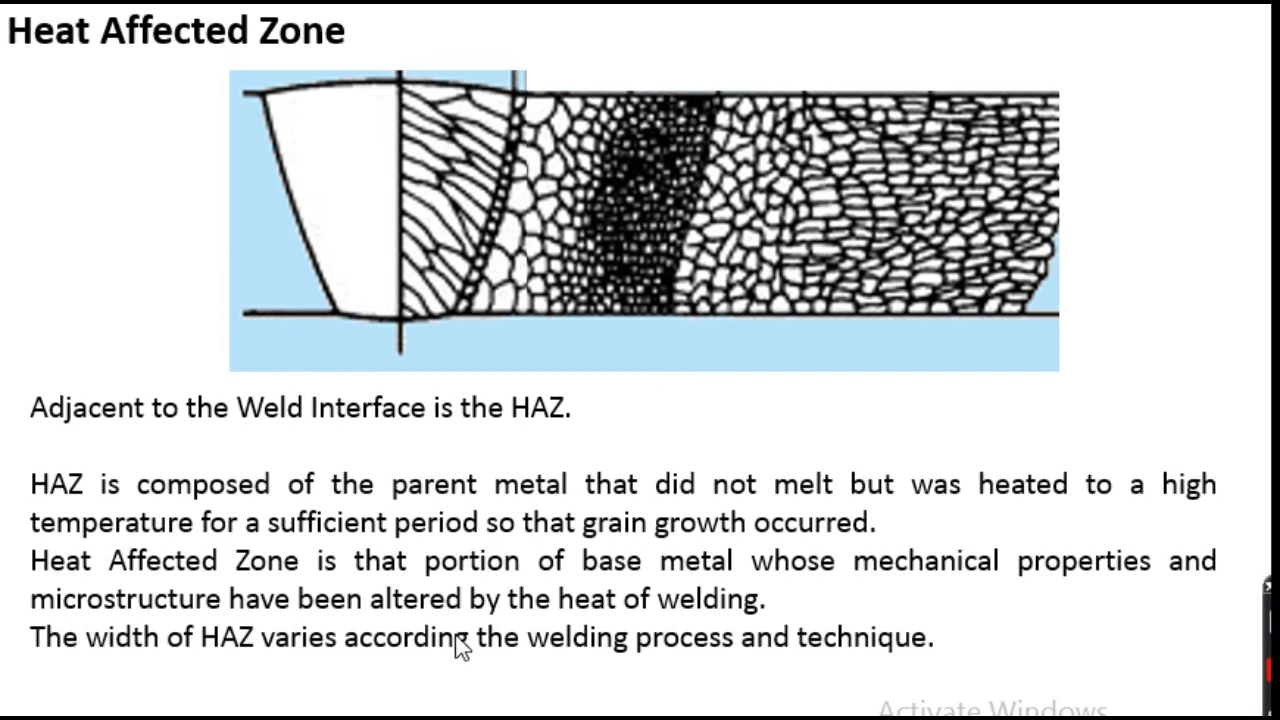 Heat Affected Zone
Adjacent to the Weld Interface is the HAZ.
HAZ is composed of the parent metal that did not melt but was heated to a high
temperature for a sufficient period so that grain growth occurred.
Heat Affected Zone is that portion of base metal whose mechanical properties and
microstructure have been altered by the heat of welding.
The width of HAZ varies according the welding process and technique.
Activate Windows